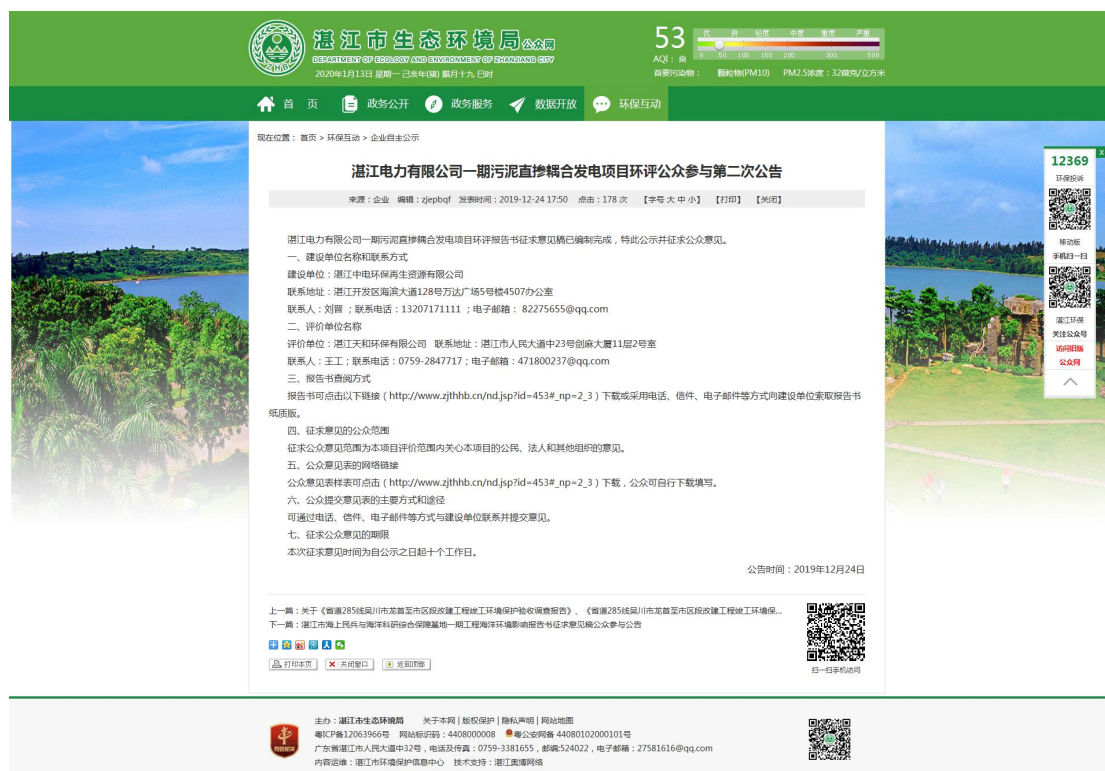 湛江市生态环境局公众网
DEPARTMENT OF ECOLOGY AND ENVIRONMENT OF ZHANJIANG CITY
2020年1月13日 星期一 己亥年(猪) 腊月十九 巳时
ZJHB
53
AQI: 良
优 良 轻度 中度 重度 严重
0 50 100 150 200 300 500
首要污染物： 颗粒物(PM10) PM2.5浓度：32微克/立方米
首 页 政务公开 政务服务 数据开放 环保互动
现在位置： 首页 > 环保互动 > 企业自主公示
湛江电力有限公司一期污泥直掺耦合发电项目环评公众参与第二次公告
来源：企业 编辑：zjepbqf 发表时间：2019-12-24 17:50 点击：178 次 【字号 大 中 小】 【打印】 【关闭】
湛江电力有限公司一期污泥直掺耦合发电项目环评报告书征求意见稿已编制完成，特此公示并征求公众意见。
一、建设单位名称和联系方式
建设单位：湛江中电环保再生资源有限公司
联系地址：湛江开发区海滨大道128号万达广场5号楼4507办公室
联系人：刘晋 ；联系电话：13207171111 ；电子邮箱： 82275655@qq.com
二、评价单位名称
评价单位：湛江天和环保有限公司 联系地址：湛江市人民大道中23号剑麻大厦11层2号室
联系人：王工；联系电话：0759-2847717；电子邮箱：471800237@qq.com
三、报告书查阅方式
报告书可点击以下链接（http://www.zjthhb.cn/nd.jsp?id=453#_np=2_3）下载或采用电话、信件、电子邮件等方式向建设单位索取报告书
纸质版。
四、征求意见的公众范围
征求公众意见范围为本项目评价范围内关心本项目的公民、法人和其他组织的意见。
五、公众意见表的网络链接
公众意见表样表可点击（http://www.zjthhb.cn/nd.jsp?id=453#_np=2_3）下载，公众可自行下载填写。
六、公众提交意见表的主要方式和途径
可通过电话、信件、电子邮件等方式与建设单位联系并提交意见。
七、征求公众意见的期限
本次征求意见时间为自公示之日起十个工作日。
公告时间：2019年12月24日
上一篇：关于《省道285线吴川市龙首至市区段改建工程竣工环境保护验收调查报告》、《省道285线吴川市龙首至市区段改建工程竣工环境保...
下一篇：湛江市海上民兵与海洋科研综合保障基地一期工程海洋环境影响报告书征求意见稿公众参与公告
打印本页 关闭窗口 返回顶部
扫一扫手机访问
X
12369
环保投诉
移动版
手机扫一扫
湛江环保
关注公众号
访问旧版
公众网
党政机关
主办：湛江市生态环境局 关于本网 | 版权保护 | 隐私声明 | 网站地图
粤ICP备12063966号 网站标识码：4408000008 粤公安网备 44080102000101号
广东省湛江市人民大道中32号，电话及传真：0759-3381655，邮编:524022，电子邮箱：27581616@qq.com
内容运维：湛江市环境保护信息中心 技术支持：湛江奥博网络